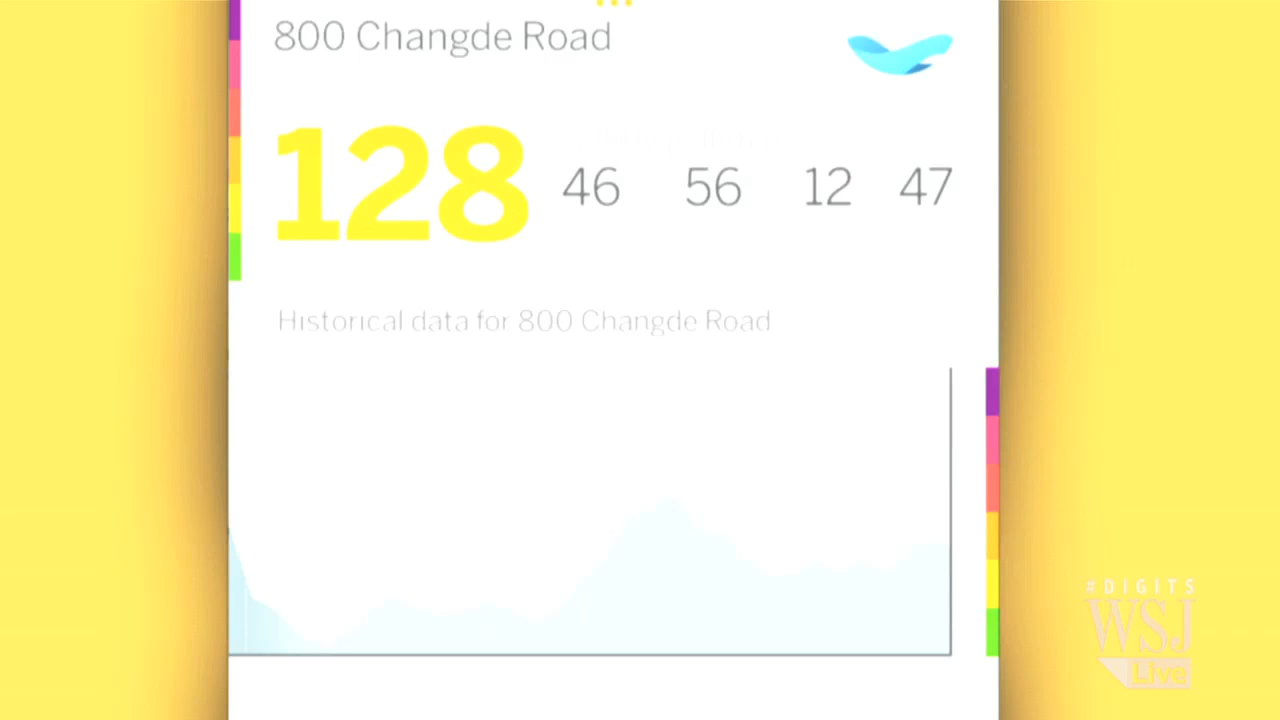 800 Changde Road
128 46 56 12 47
Historical data for 800 Changde Road
#DIGITS
WSJ
Live